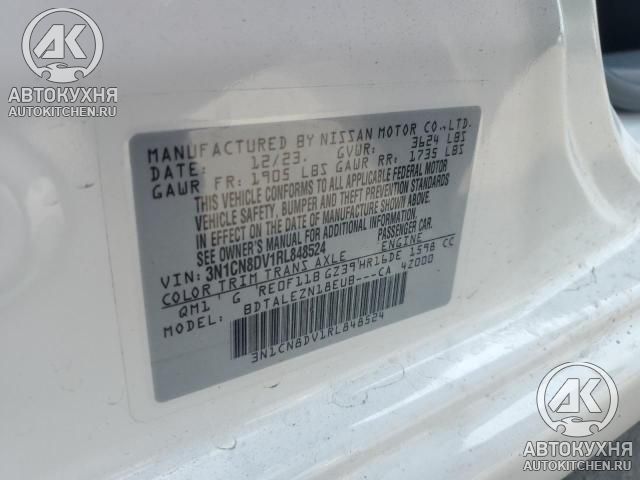 AK
АВТОКУХНЯ
AUTOKITCHEN.RU
MANUFACTURED BY NISSAN MOTOR CO.,LTD.
DATE: 12/23. GVWR: 3624 LBS
GAWR FR: 1905 LBS GAWR RR: 1735 LBS
THIS VEHICLE CONFORMS TO ALL APPLICABLE FEDERAL MOTOR
VEHICLE SAFETY, BUMPER AND THEFT PREVENTION STANDARDS
IN EFFECT ON THE DATE OF MANUFACTURE SHOWN ABOVE.
SEE OWNER'S MANUAL FOR ADDITIONAL INFORMATION.
VIN: 3N1CN8DV1RL848524 PASSENGER CAR.
COLOR TRIM TRANS AXLE ENGINE
QM1 G RE0F11B GZ39 HR16DE 1598 CC
MODEL: BDTALEZN18EUB---CA 4Z000
3N1CN8DV1RL848524
AK
АВТОКУХНЯ
AUTOKITCHEN.RU